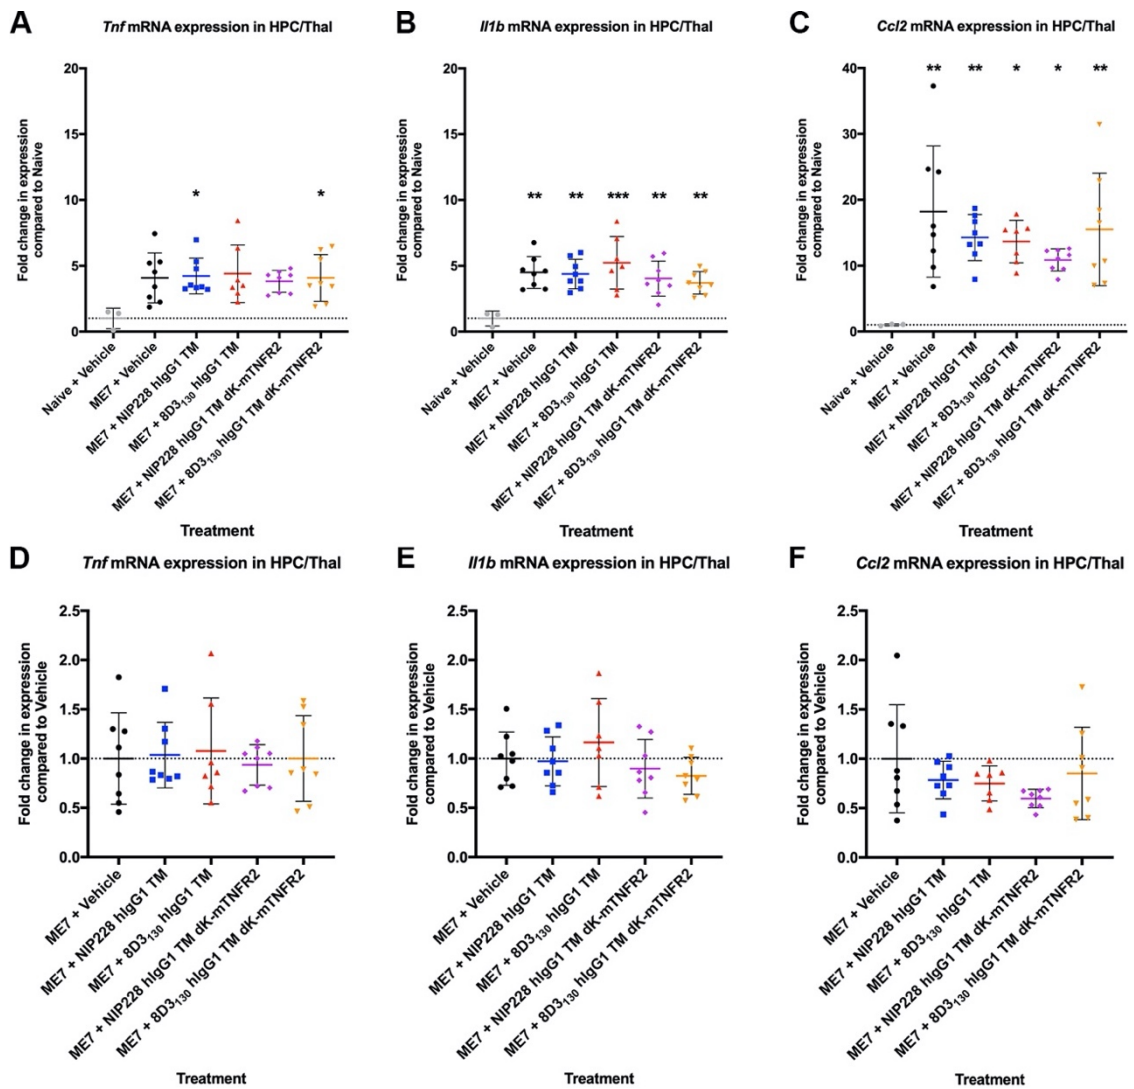 A
Tnf mRNA expression in HPC/Thal
Fold change in expression
compared to Naive
20
15
10
5
0
*
*
Naive + Vehicle
ME7 + Vehicle
ME7 + NIP228 hIgG1 TM
ME7 + 8D3₁₃₀ hIgG1 TM
ME7 + NIP228 hIgG1 TM dK-mTNFR2
ME7 + 8D3₁₃₀ hIgG1 TM dK-mTNFR2
Treatment
B
Il1b mRNA expression in HPC/Thal
Fold change in expression
compared to Naive
20
15
10
5
0
**
**
***
**
**
Naive + Vehicle
ME7 + Vehicle
ME7 + NIP228 hIgG1 TM
ME7 + 8D3₁₃₀ hIgG1 TM
ME7 + NIP228 hIgG1 TM dK-mTNFR2
ME7 + 8D3₁₃₀ hIgG1 TM dK-mTNFR2
Treatment
C
Ccl2 mRNA expression in HPC/Thal
Fold change in expression
compared to Naive
40
30
20
10
0
**
**
*
*
**
Naive + Vehicle
ME7 + Vehicle
ME7 + NIP228 hIgG1 TM
ME7 + 8D3₁₃₀ hIgG1 TM
ME7 + NIP228 hIgG1 TM dK-mTNFR2
ME7 + 8D3₁₃₀ hIgG1 TM dK-mTNFR2
Treatment
D
Tnf mRNA expression in HPC/Thal
Fold change in expression
compared to Vehicle
2.5
2.0
1.5
1.0
0.5
0.0
ME7 + Vehicle
ME7 + NIP228 hIgG1 TM
ME7 + 8D3₁₃₀ hIgG1 TM
ME7 + NIP228 hIgG1 TM dK-mTNFR2
ME7 + 8D3₁₃₀ hIgG1 TM dK-mTNFR2
Treatment
E
Il1b mRNA expression in HPC/Thal
Fold change in expression
compared to Vehicle
2.5
2.0
1.5
1.0
0.5
0.0
ME7 + Vehicle
ME7 + NIP228 hIgG1 TM
ME7 + 8D3₁₃₀ hIgG1 TM
ME7 + NIP228 hIgG1 TM dK-mTNFR2
ME7 + 8D3₁₃₀ hIgG1 TM dK-mTNFR2
Treatment
F
Ccl2 mRNA expression in HPC/Thal
Fold change in expression
compared to Vehicle
2.5
2.0
1.5
1.0
0.5
0.0
ME7 + Vehicle
ME7 + NIP228 hIgG1 TM
ME7 + 8D3₁₃₀ hIgG1 TM
ME7 + NIP228 hIgG1 TM dK-mTNFR2
ME7 + 8D3₁₃₀ hIgG1 TM dK-mTNFR2
Treatment